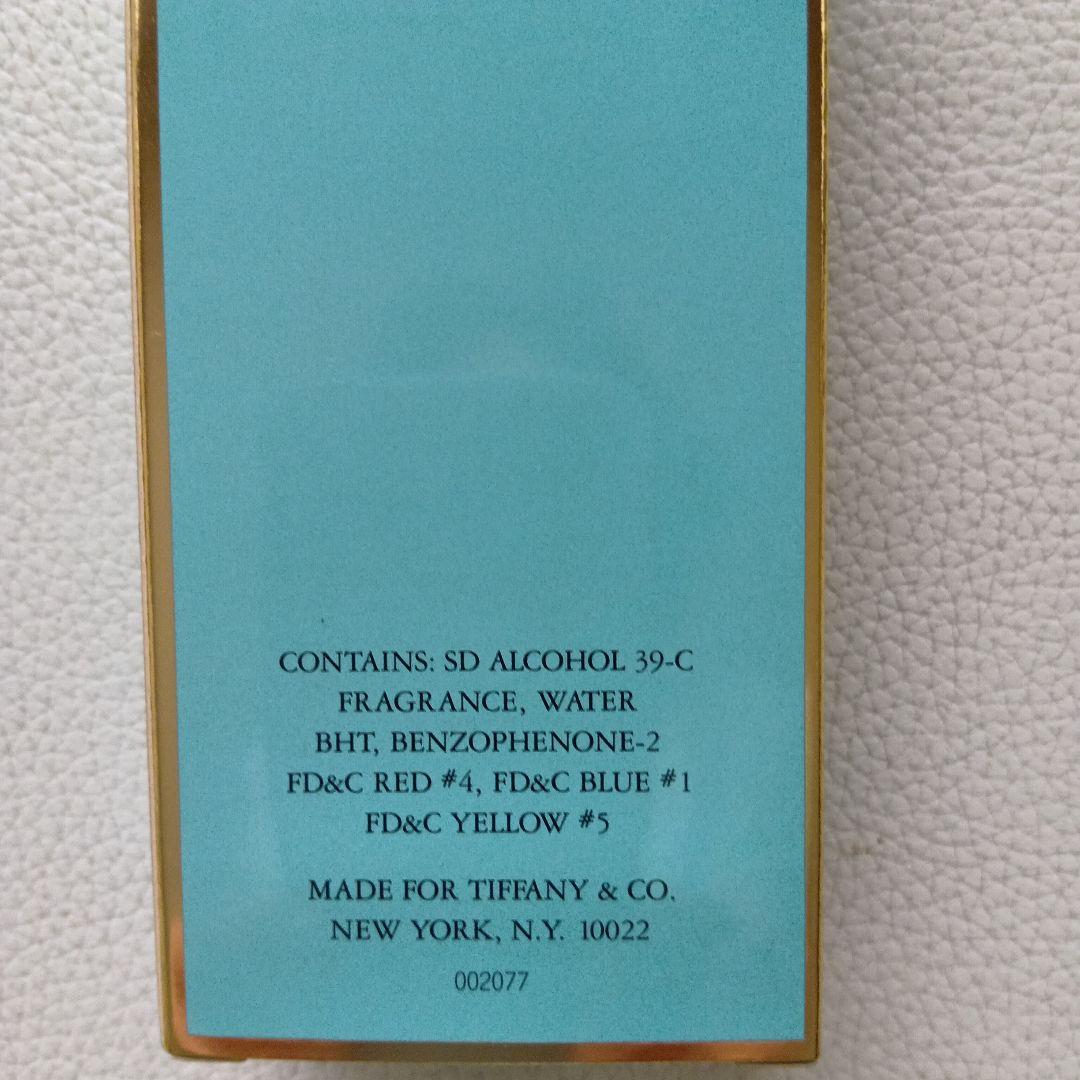 CONTAINS: SD ALCOHOL 39-C
FRAGRANCE, WATER
BHT, BENZOPHENONE-2
FD&C RED #4, FD&C BLUE #1
FD&C YELLOW #5
MADE FOR TIFFANY & CO.
NEW YORK, N.Y. 10022
002077